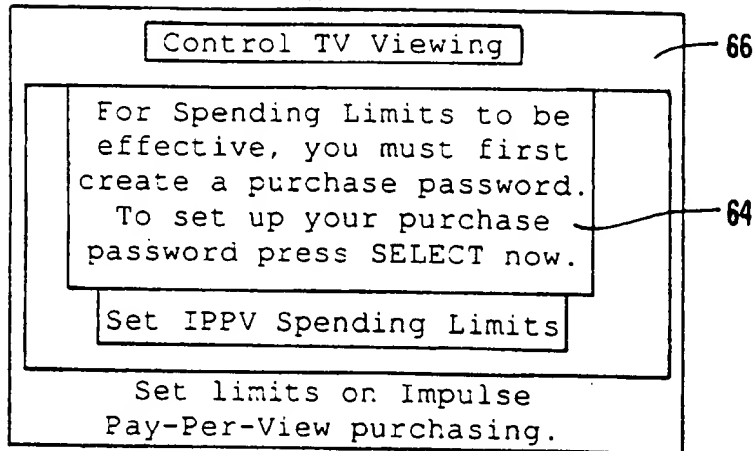 Control TV Viewing
66
For Spending Limits to be
effective, you must first
create a purchase password.
To set up your purchase
64
password press SELECT now.
Set IPPV Spending Limits
Set limits on Impulse
Pay-Per-View purchasing.